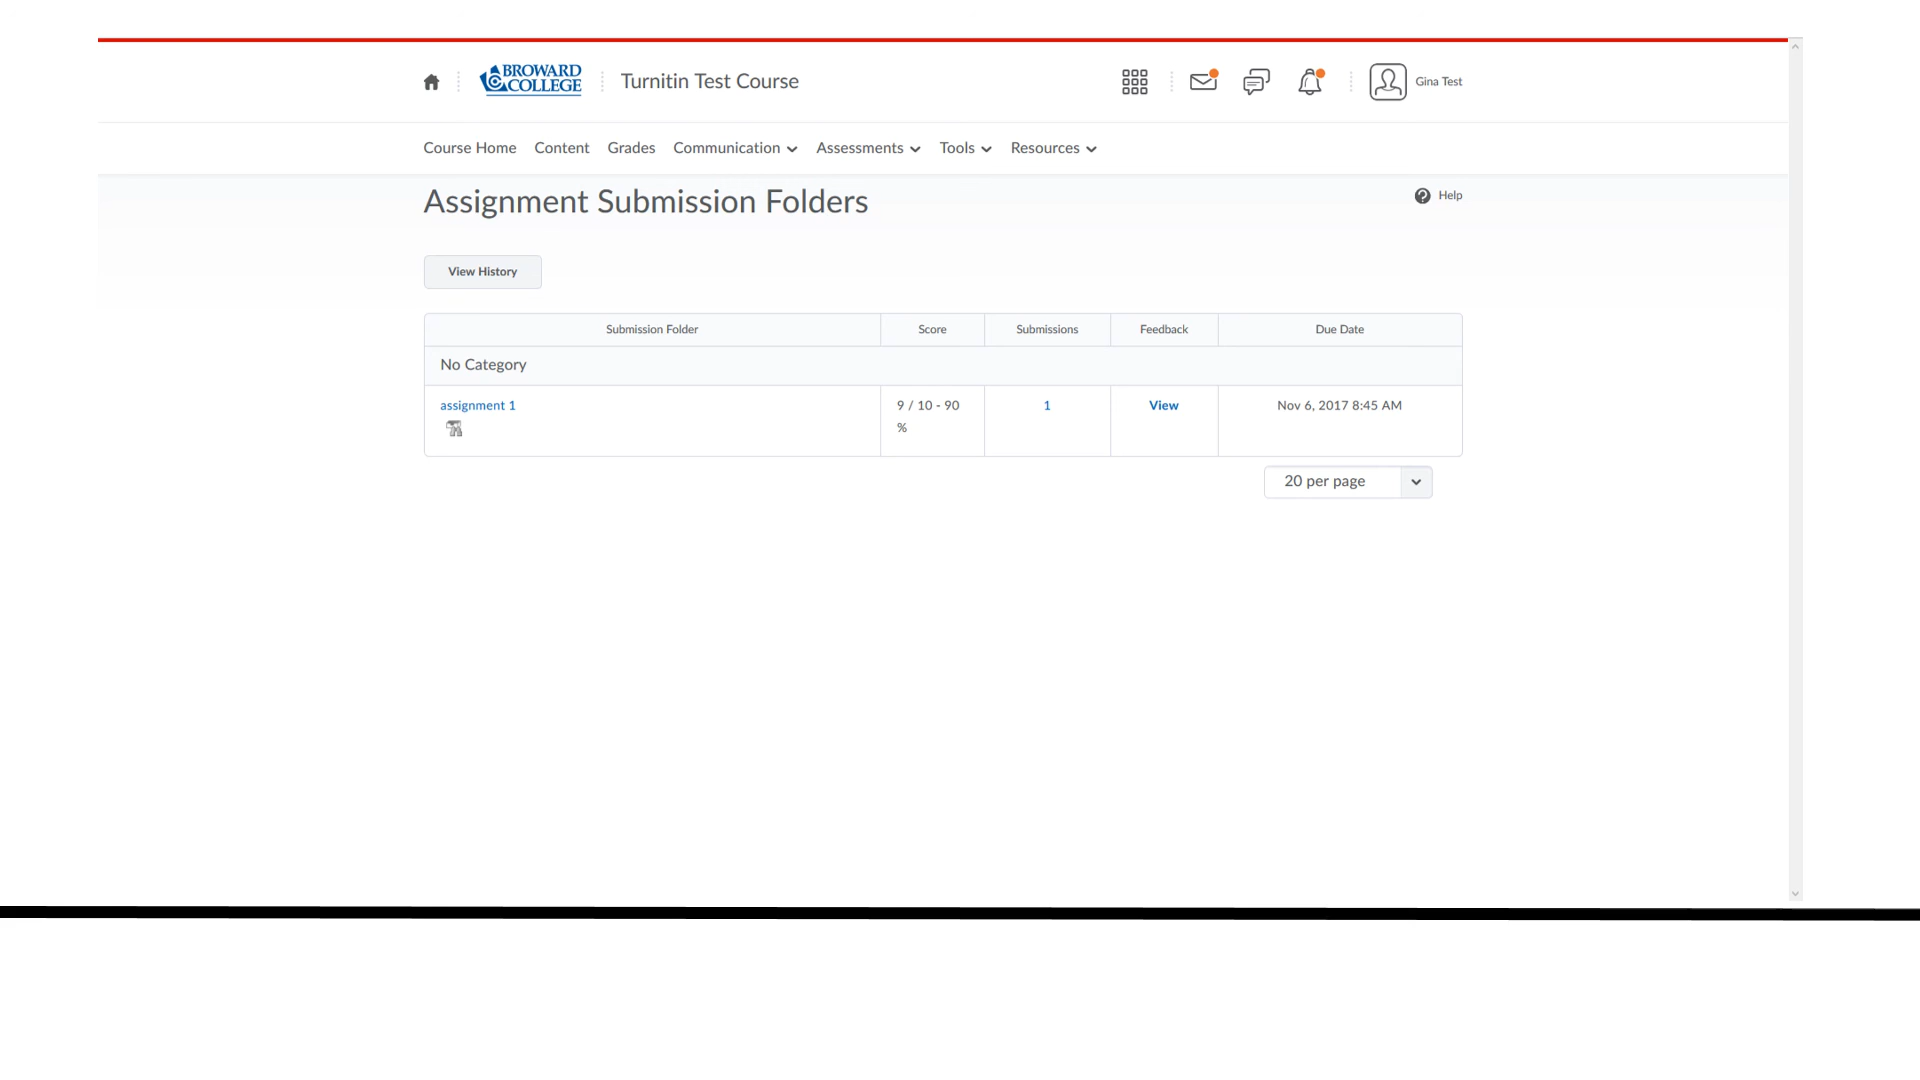 BROWARD
COLLEGE
Turnitin Test Course
Gina Test
Course Home Content Grades Communication Assessments Tools Resources
Assignment Submission Folders
Help
View History
Submission Folder Score Submissions Feedback Due Date
No Category
assignment 1 9 / 10 - 90 1 View Nov 6, 2017 8:45 AM
%
20 per page